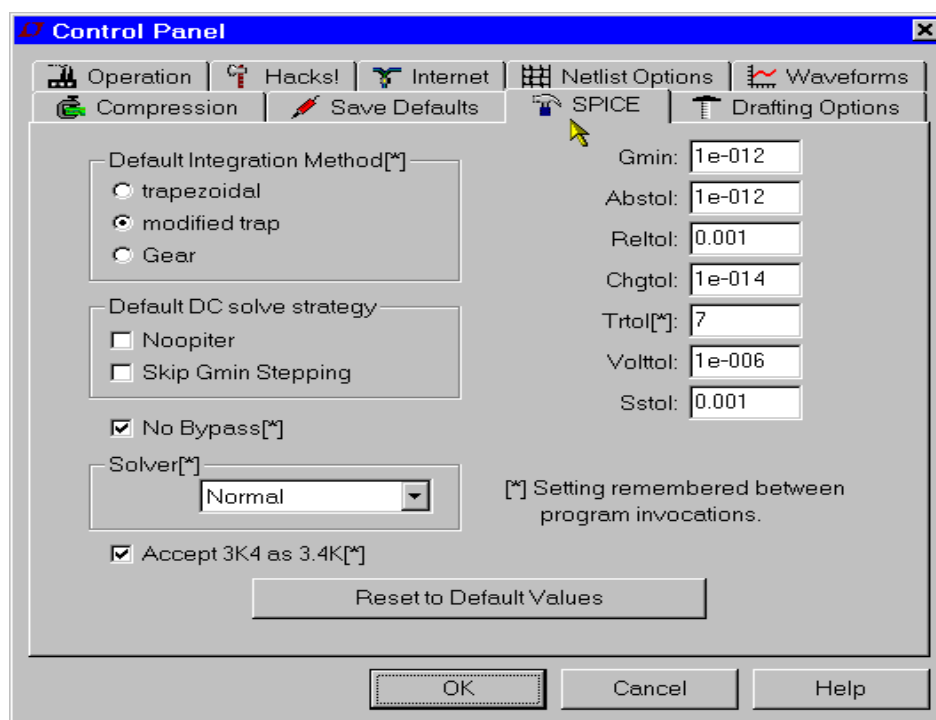 Control Panel
Operation
Hacks!
Internet
Netlist Options
Waveforms
Compression
Save Defaults
SPICE
Drafting Options
Default Integration Method[*]
trapezoidal
modified trap
Gear
Default DC solve strategy
Noopiter
Skip Gmin Stepping
No Bypass[*]
Solver[*]
Normal
Accept 3K4 as 3.4K[*]
Gmin: 1e-012
Abstol: 1e-012
Reltol: 0.001
Chgtol: 1e-014
Trtol[*]: 7
Volttol: 1e-006
Sstol: 0.001
[*] Setting remembered between
program invocations.
Reset to Default Values
OK
Cancel
Help